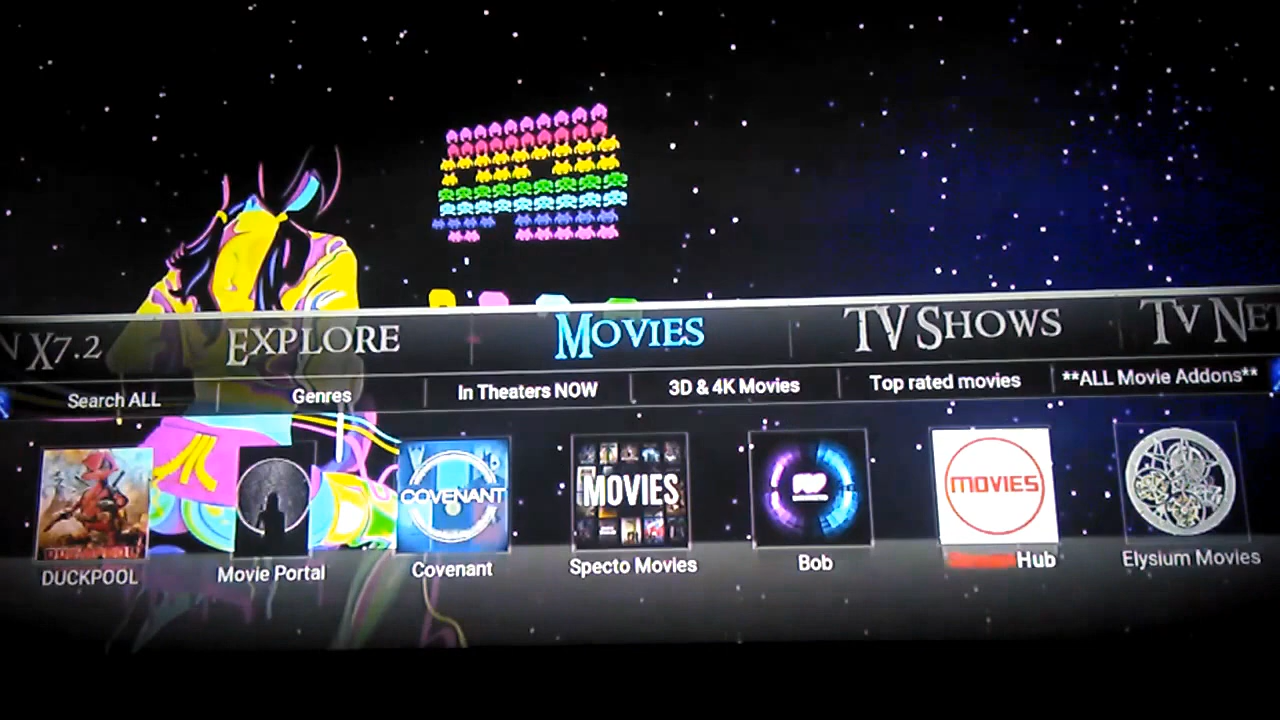 N X7.2 EXPLORE MOVIES TV SHOWS TV NE
Search ALL Genres In Theaters NOW 3D & 4K Movies Top rated movies **ALL Movie Addons**
COVENANT MOVIES MOVIES
DUCKPOOL Movie Portal Covenant Specto Movies Bob Hub Elysium Movies